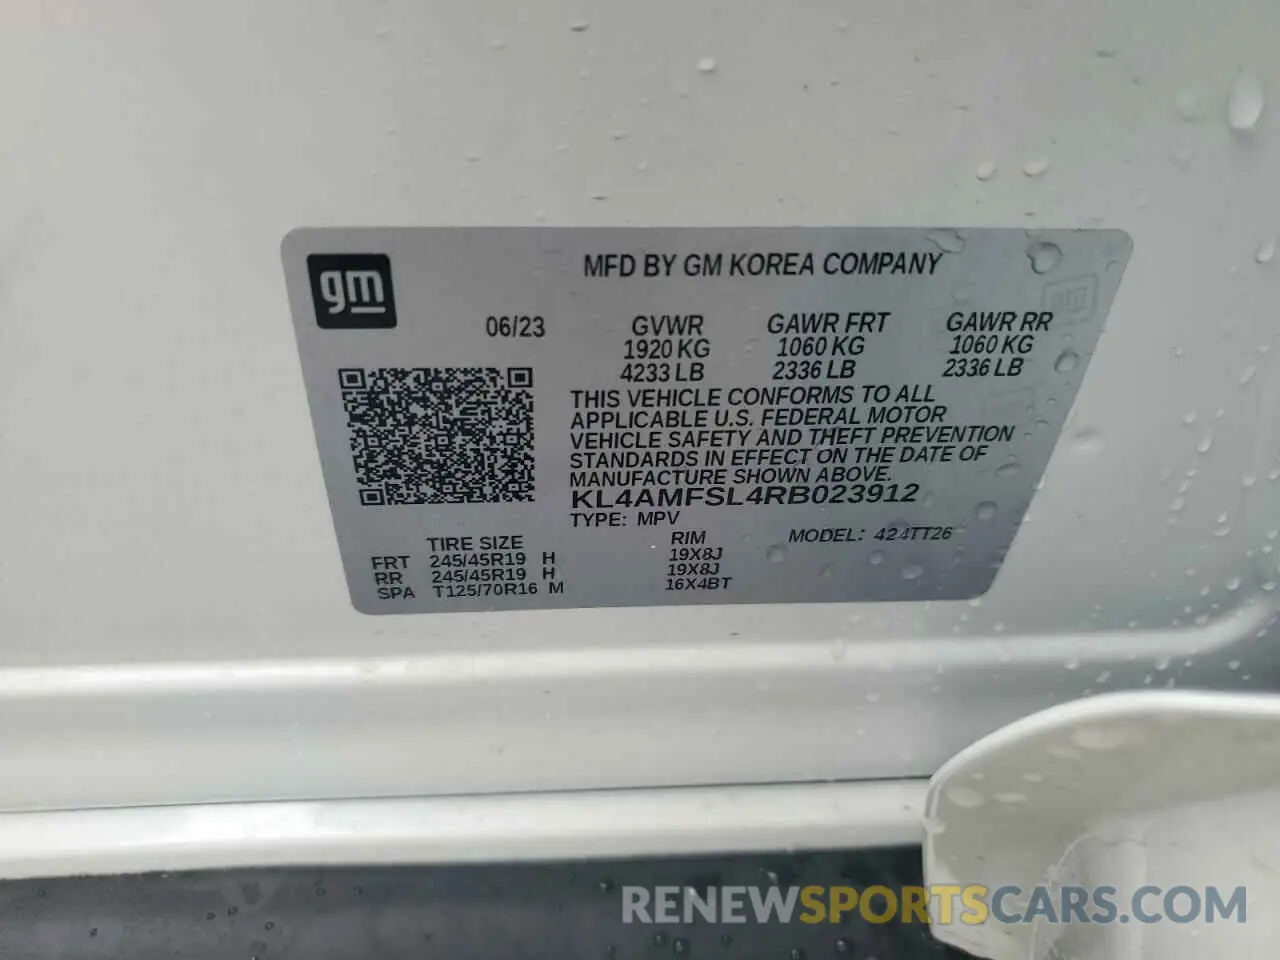 gm
MFD BY GM KOREA COMPANY
06/23 GVWR GAWR FRT GAWR RR
1920 KG 1060 KG 1060 KG
4233 LB 2336 LB 2336 LB
THIS VEHICLE CONFORMS TO ALL
APPLICABLE U.S. FEDERAL MOTOR
VEHICLE SAFETY AND THEFT PREVENTION
STANDARDS IN EFFECT ON THE DATE OF
MANUFACTURE SHOWN ABOVE.
KL4AMFSL4RB023912
TYPE: MPV
TIRE SIZE RIM MODEL: 424TT26
FRT 245/45R19 H 19X8J
RR 245/45R19 H 19X8J
SPA T125/70R16 M 16X4BT
RENEWSPORTSCARS.COM